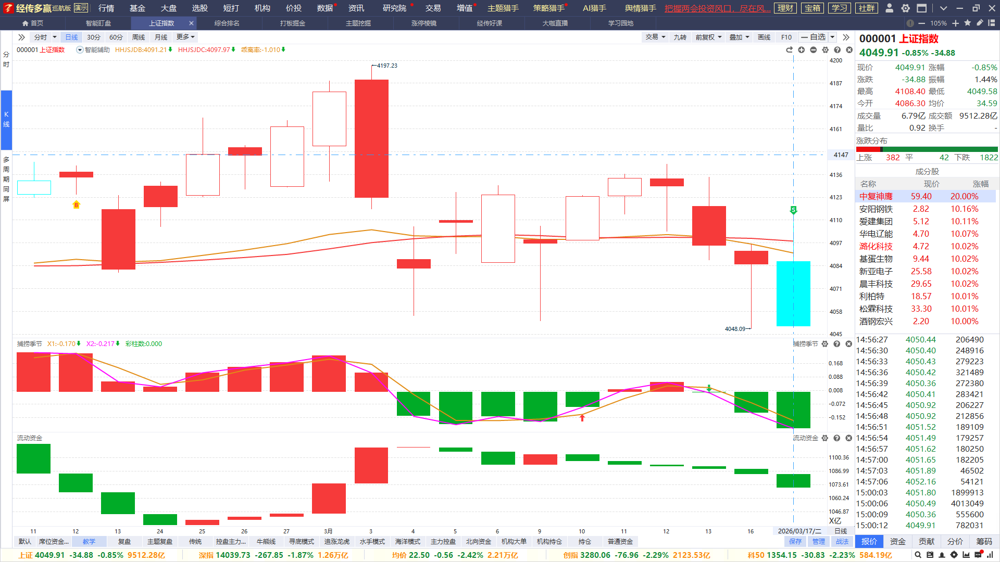 经传多赢 巡航版 演示 行情 基金 大盘 选股 短打 机构 价投 数据 资讯 研究院 交易 增值 主题猎手 策略猎手 AI猎手 舆情猎手 把握两会投资风口，尽在风... 理财 宝箱 学习 社群
首页 智能盯盘 上证指数 综合排名 打板掘金 主题挖掘 涨停棱镜 经传好课 大咖直播 学习园地 105%
分时 日线 30分 60分 周线 月线 更多 交易 九转 前复权 叠加 画线 F10 自选
000001 上证指数 智能辅助 HHJSJDB:4091.21 HHJSJDC:4097.97 乖离率:-1.010
分时
K线
多周期同屏
4197.23
4048.09
B
S
4200
4187
4174
4161
4147
4136
4123
4110
4097
4084
4071
4058
4045
捕捞季节 X1:-0.170 X2:-0.217 彩柱数:0.000 捕捞季节
0.168
0.088
0.008
-0.072
-0.152
流动资金 流动资金
1100.36
1086.99
1073.61
1060.24
1046.87
X亿
11 12 13 24 25 26 27 3月 3 4 5 6 9 10 11 12 13 16 2026/03/17/二 日线
默认 席位资金... 教学 复盘 主题复盘 传统 控盘主力... 牛能线 寻底模式 追涨龙虎 水手模式 海洋模式 主力控盘 北向资金 机构大单 机构持仓 持仓 普通资金 保存 管理 战法
000001 上证指数
4049.91 -0.85% -34.88
现价 4049.91 涨幅 -0.85%
涨跌 -34.88 振幅 1.44%
最高 4108.40 最低 4049.58
今开 4086.30 均价 34.59
成交量 6.79亿 成交额 9512.28亿
量比 0.92 换手 -
涨跌分布
上涨 382 平 42 下跌 1822
成分股
名称 现价 涨幅
中复神鹰 59.40 20.00%
安阳钢铁 2.82 10.16%
爱建集团 5.12 10.11%
华电辽能 4.70 10.07%
潞化科技 4.72 10.02%
基蛋生物 9.44 10.02%
新亚电子 25.58 10.02%
晨丰科技 29.65 10.02%
利柏特 18.57 10.01%
松霖科技 33.30 10.01%
酒钢宏兴 2.20 10.00%
14:56:27 4050.44 206490
14:56:30 4050.40 248916
14:56:33 4050.43 279223
14:56:36 4050.42 321489
14:56:39 4050.36 272380
14:56:42 4050.41 283421
14:56:45 4050.92 206227
14:56:48 4050.92 212856
14:56:51 4051.52 189109
14:56:54 4051.49 179257
14:56:57 4051.62 180250
14:57:00 4051.65 182205
14:57:03 4051.89 46502
14:57:06 4052.16 54121
15:00:03 4051.80 1899913
15:00:06 4050.49 4013049
15:00:09 4050.36 555600
15:00:12 4049.91 782031
报价 资金 贡献 分价 筹码
上证 4049.91 -34.88 -0.85% 9512.28亿 深指 14039.73 -267.85 -1.87% 1.26万亿 均价 22.50 -0.56 -2.42% 2.21万亿 创指 3280.06 -76.96 -2.29% 2123.53亿 科50 1354.15 -30.83 -2.23% 584.19亿